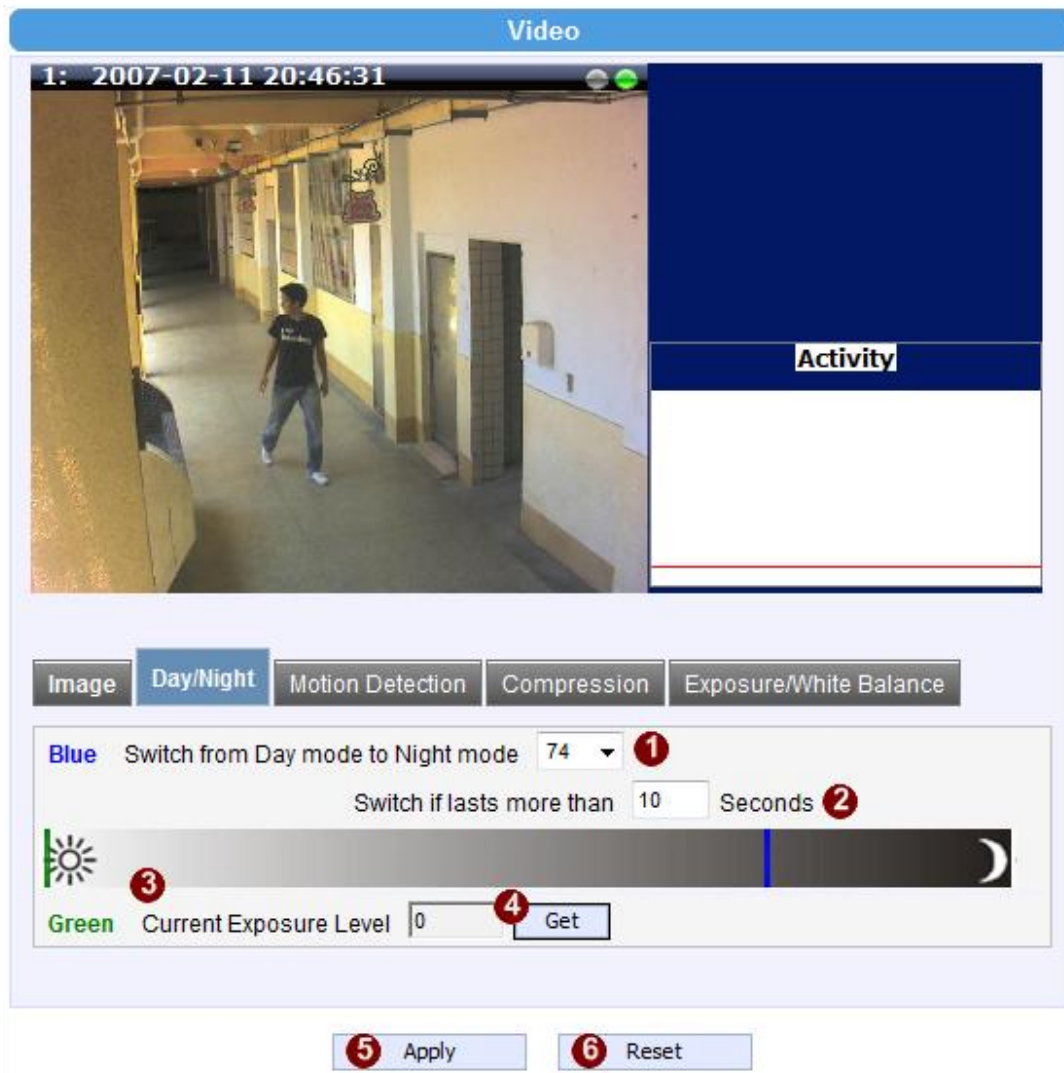 Video
1: 2007-02-11 20:46:31
Activity
Image
Day/Night
Motion Detection
Compression
Exposure/White Balance
Blue Switch from Day mode to Night mode 74 1
Switch if lasts more than 10 Seconds 2
3
Green Current Exposure Level 0 4 Get
5 Apply
6 Reset